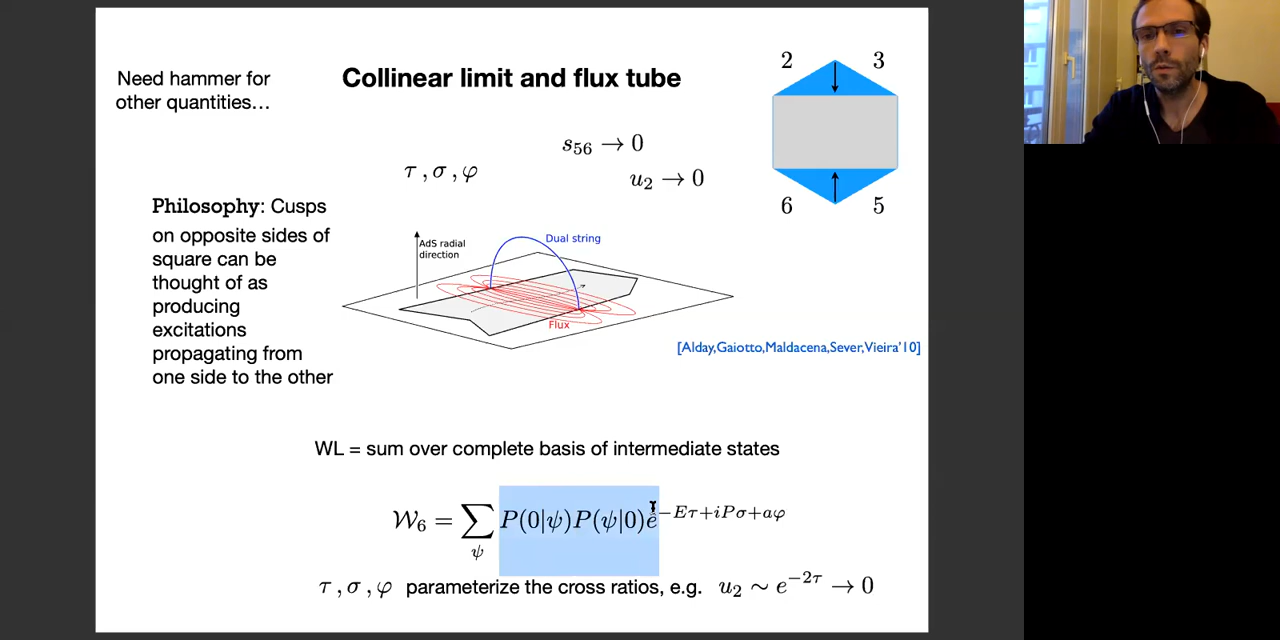 Need hammer for
other quantities…
Collinear limit and flux tube
2
3
s₅₆ → 0
τ , σ , φ
u₂ → 0
6
5
Philosophy: Cusps
on opposite sides of
square can be
thought of as
producing
excitations
propagating from
one side to the other
AdS radial
direction
Dual string
Flux
[Alday,Gaiotto,Maldacena,Sever,Vieira'10]
WL = sum over complete basis of intermediate states
𝒲₆ = ∑_ψ P(0|ψ)P(ψ|0)e^{−Eτ+iPσ+aφ}
τ , σ , φ parameterize the cross ratios, e.g. u₂ ∼ e^{−2τ} → 0